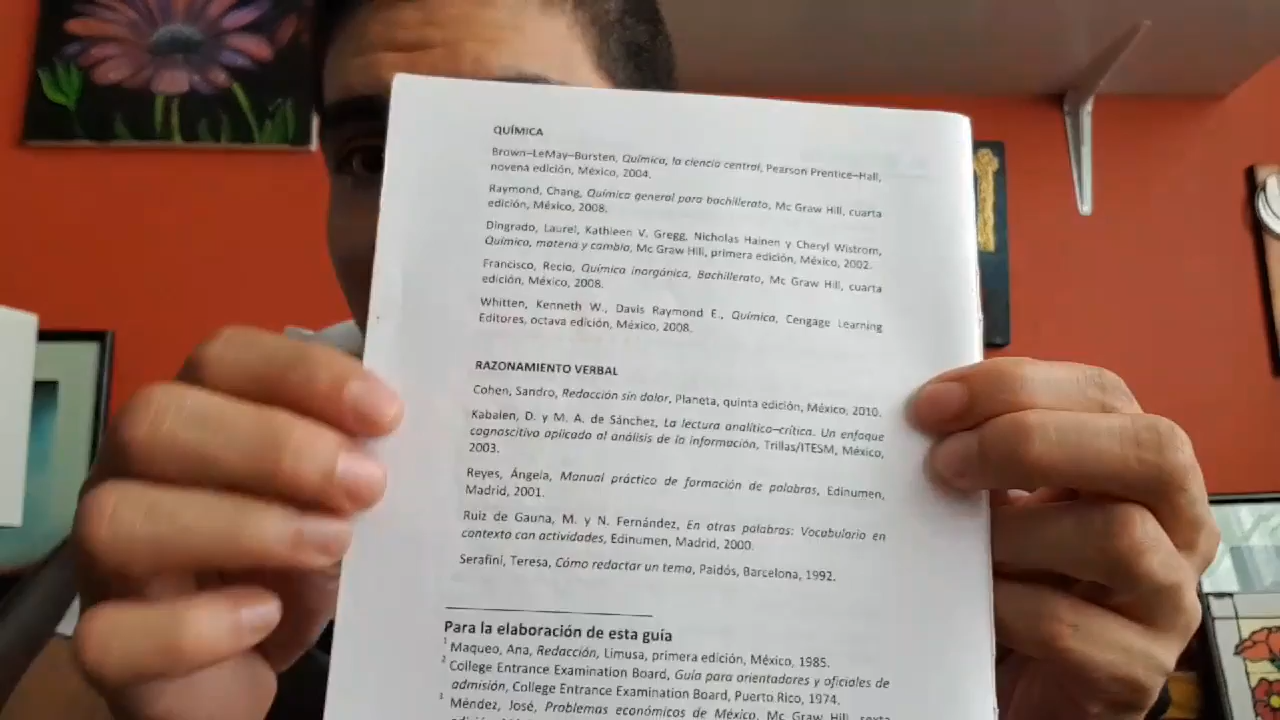 QUÍMICA
Brown–LeMay–Bursten, Química, la ciencia central, Pearson Prentice–Hall,
novena edición, México, 2004.
Raymond, Chang, Química general para bachillerato, Mc Graw Hill, cuarta
edición, México, 2008.
Dingrado, Laurel, Kathleen V. Gregg, Nicholas Hainen y Cheryl Wistrom,
Química, materia y cambio, Mc Graw Hill, primera edición, México, 2002.
Francisco, Recio, Química inorgánica, Bachillerato, Mc Graw Hill, cuarta
edición, México, 2008.
Whitten, Kenneth W., Davis Raymond E., Química, Cengage Learning
Editores, octava edición, México, 2008.
RAZONAMIENTO VERBAL
Cohen, Sandro, Redacción sin dolor, Planeta, quinta edición, México, 2010.
Kabalen, D. y M. A. de Sánchez, La lectura analítico–crítica. Un enfoque
cognoscitivo aplicado al análisis de la información, Trillas/ITESM, México,
2003.
Reyes, Ángela, Manual práctico de formación de palabras, Edinumen,
Madrid, 2001.
Ruiz de Gauna, M. y N. Fernández, En otras palabras: Vocabulario en
contexto con actividades, Edinumen, Madrid, 2000.
Serafini, Teresa, Cómo redactar un tema, Paidós, Barcelona, 1992.
Para la elaboración de esta guía
1 Maqueo, Ana, Redacción, Limusa, primera edición, México, 1985.
2 College Entrance Examination Board, Guía para orientadores y oficiales de
admisión, College Entrance Examination Board, Puerto Rico, 1974.
3 Méndez, José, Problemas económicos de México, Mc Graw Hill, sexta